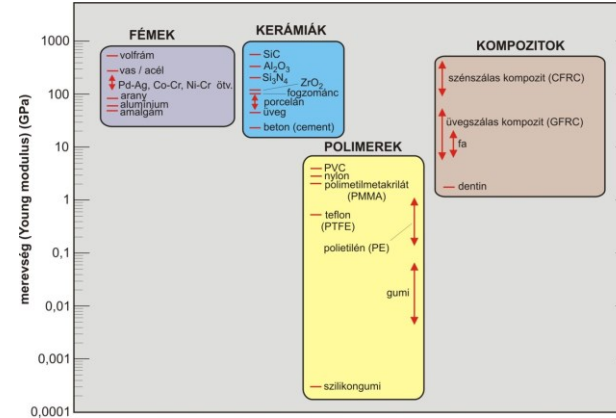 FÉMEK
KERÁMIÁK
KOMPOZITOK
POLIMEREK
merevség (Young modulus) (GPa)
1000
100
10
1
0,1
0,01
0,001
0,0001
volfrám
vas / acél
Pd-Ag, Co-Cr, Ni-Cr ötv.
arany
alumínium
amalgám
SiC
Al2O3
Si3N4
ZrO2
fogzománc
porcelán
üveg
beton (cement)
PVC
nylon
polimetilmetakrilát
(PMMA)
teflon
(PTFE)
polietilén (PE)
gumi
szilikongumi
szénszálas kompozit (CFRC)
üvegszálas kompozit (GFRC)
fa
dentin